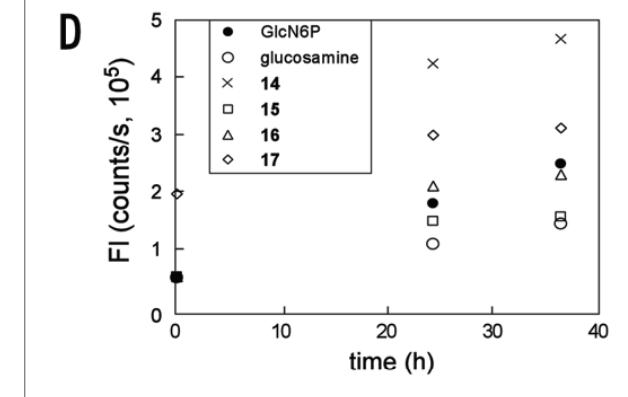 D
FI (counts/s, 10⁵)
5
4
3
2
1
0
GlcN6P
glucosamine
14
15
16
17
0 10 20 30 40
time (h)